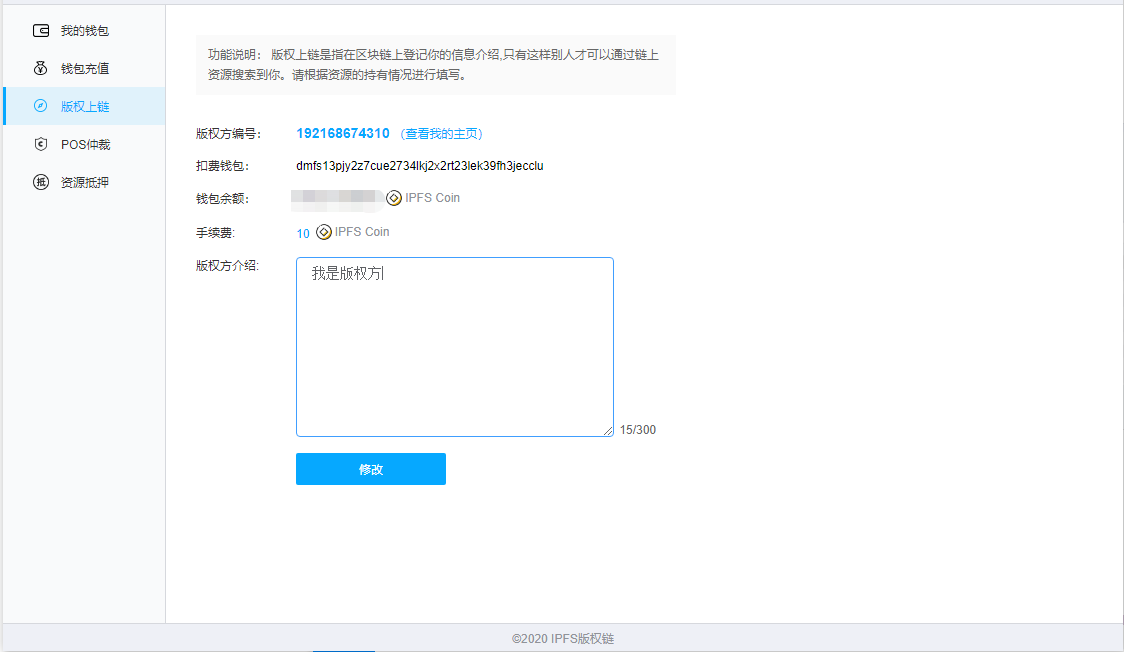 我的钱包
钱包充值
版权上链
POS仲裁
抵 资源抵押
功能说明： 版权上链是指在区块链上登记你的信息介绍,只有这样别人才可以通过链上
资源搜索到你。请根据资源的持有情况进行填写。
版权方编号： 192168674310 (查看我的主页)
扣费钱包： dmfs13pjy2z7cue2734lkj2x2rt23lek39fh3jecclu
钱包余额： IPFS Coin
手续费: 10 IPFS Coin
版权方介绍: 我是版权方
15/300
修改
©2020 IPFS版权链